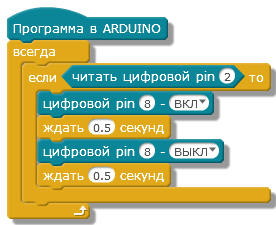 Программа в ARDUINO
всегда
если читать цифровой pin 2 то
цифровой pin 8 - ВКЛ
ждать 0.5 секунд
цифровой pin 8 - ВЫКЛ
ждать 0.5 секунд